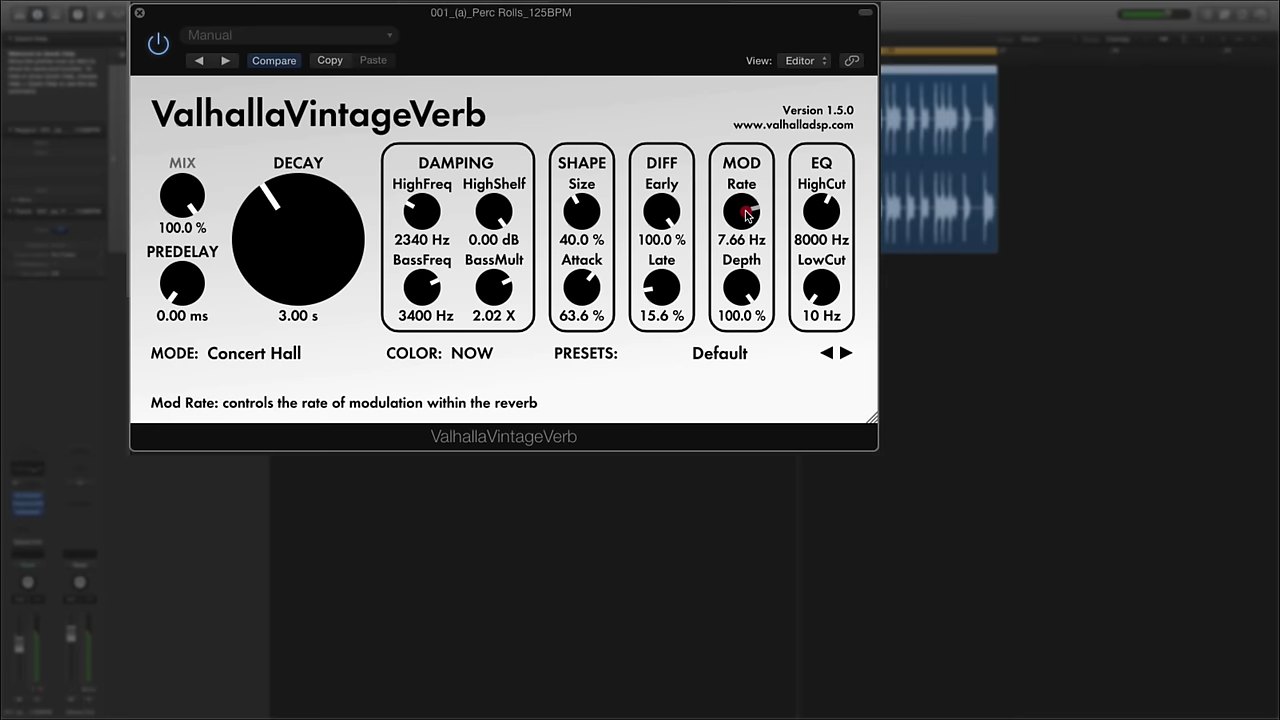 001_(a)_Perc Rolls_125BPM
Manual
Compare Copy Paste View: Editor
ValhallaVintageVerb
Version 1.5.0
www.valhalladsp.com
MIX DECAY DAMPING SHAPE DIFF MOD EQ
HighFreq HighShelf Size Early Rate HighCut
100.0 % 2340 Hz 0.00 dB 40.0 % 100.0 % 7.66 Hz 8000 Hz
PREDELAY BassFreq BassMult Attack Late Depth LowCut
0.00 ms 3.00 s 3400 Hz 2.02 X 63.6 % 15.6 % 100.0 % 10 Hz
MODE: Concert Hall COLOR: NOW PRESETS: Default
Mod Rate: controls the rate of modulation within the reverb
ValhallaVintageVerb